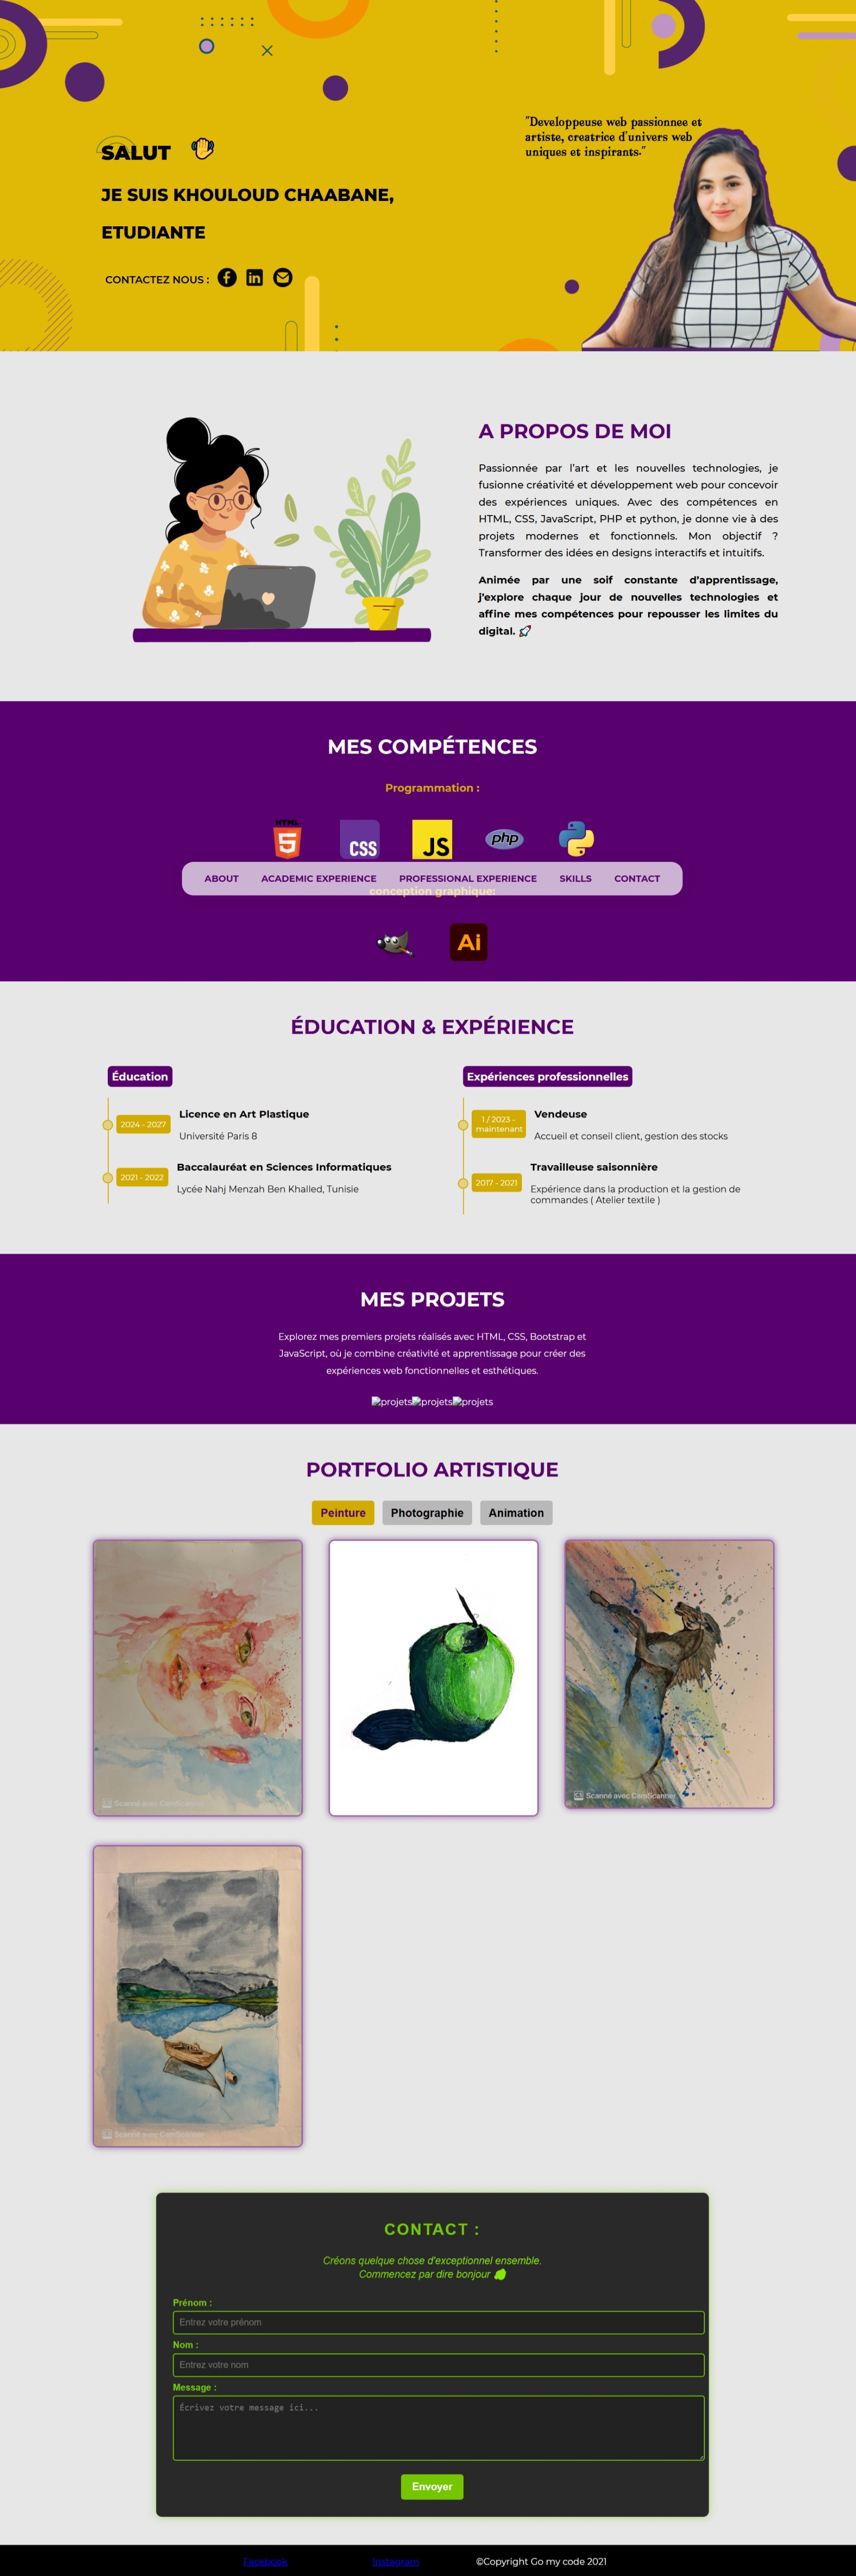 "Developpeuse web passionnee et
artiste, creatrice d'univers web
uniques et inspirants."
SALUT
JE SUIS KHOULOUD CHAABANE,
ETUDIANTE
CONTACTEZ NOUS :
A PROPOS DE MOI
Passionnée par l'art et les nouvelles technologies, je
fusionne créativité et développement web pour concevoir
des expériences uniques. Avec des compétences en
HTML, CSS, JavaScript, PHP et python, je donne vie à des
projets modernes et fonctionnels. Mon objectif ?
Transformer des idées en designs interactifs et intuitifs.
Animée par une soif constante d'apprentissage,
j'explore chaque jour de nouvelles technologies et
affine mes compétences pour repousser les limites du
digital. 🚀
MES COMPÉTENCES
Programmation :
HTML 5 CSS JS php
ABOUT ACADEMIC EXPERIENCE PROFESSIONAL EXPERIENCE SKILLS CONTACT
conception graphique:
Ai
ÉDUCATION & EXPÉRIENCE
Éducation
2024 - 2027
Licence en Art Plastique
Université Paris 8
2021 - 2022
Baccalauréat en Sciences Informatiques
Lycée Nahj Menzah Ben Khalled, Tunisie
Expériences professionnelles
1 / 2023 -
maintenant
Vendeuse
Accueil et conseil client, gestion des stocks
2017 - 2021
Travailleuse saisonnière
Expérience dans la production et la gestion de
commandes ( Atelier textile )
MES PROJETS
Explorez mes premiers projets réalisés avec HTML, CSS, Bootstrap et
JavaScript, où je combine créativité et apprentissage pour créer des
expériences web fonctionnelles et esthétiques.
projets projets projets
PORTFOLIO ARTISTIQUE
Peinture Photographie Animation
Scanné avec CamScanner
Scanné avec CamScanner
Scanné avec CamScanner
CONTACT :
Créons quelque chose d'exceptionnel ensemble.
Commencez par dire bonjour
Prénom :
Entrez votre prénom
Nom :
Entrez votre nom
Message :
Écrivez votre message ici...
Envoyer
Facebook Instagram ©Copyright Go my code 2021